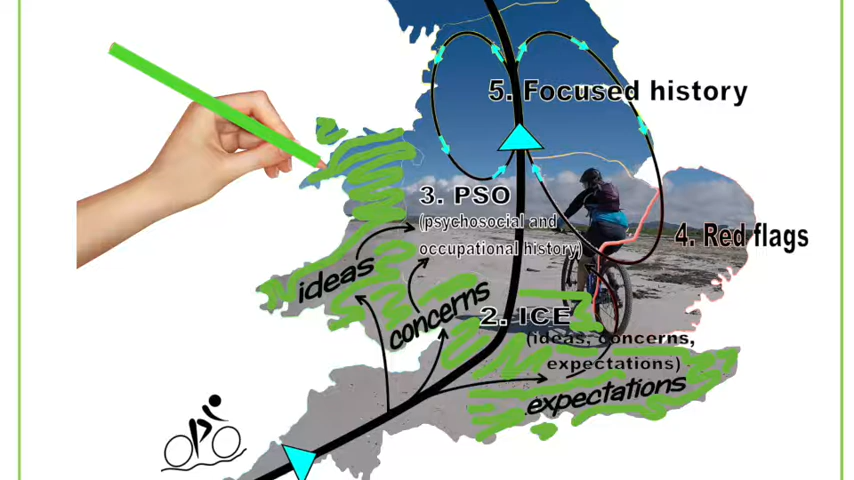 5. Focused history
3. PSO
(psychosocial and
occupational history)
4. Red flags
ideas
concerns
2. ICE
(ideas, concerns,
expectations)
expectations